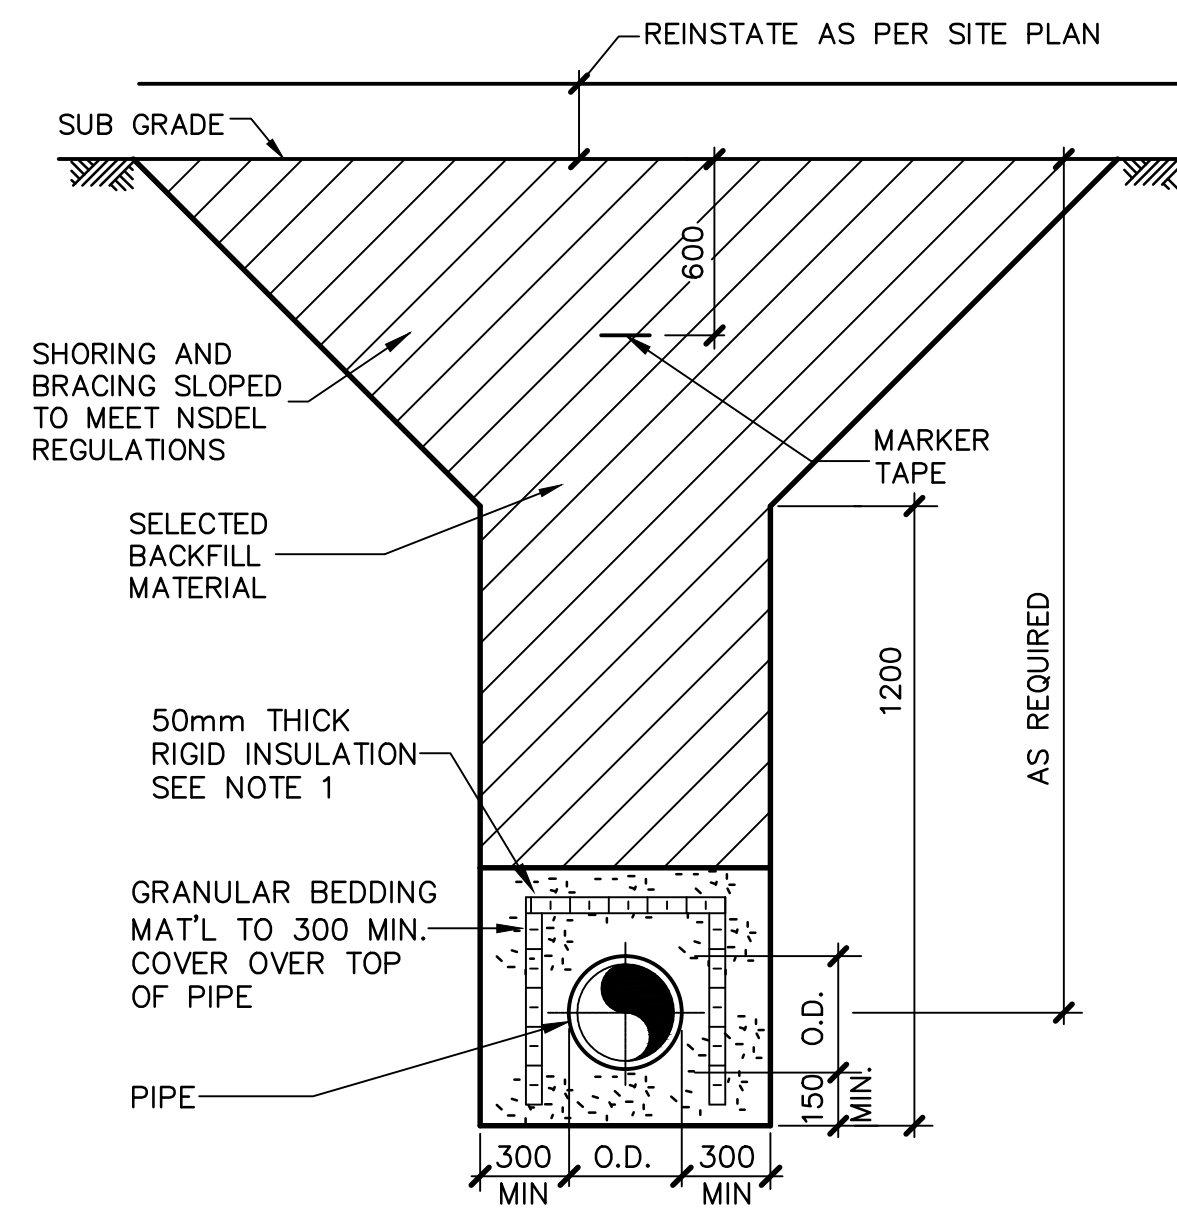 REINSTATE AS PER SITE PLAN
SUB GRADE
600
SHORING AND
BRACING SLOPED
TO MEET NSDEL
REGULATIONS
MARKER
TAPE
SELECTED
BACKFILL
MATERIAL
AS REQUIRED
1200
50mm THICK
RIGID INSULATION
SEE NOTE 1
GRANULAR BEDDING
MAT'L TO 300 MIN.
COVER OVER TOP
OF PIPE
O.D.
150
MIN.
PIPE
300
MIN
O.D.
300
MIN